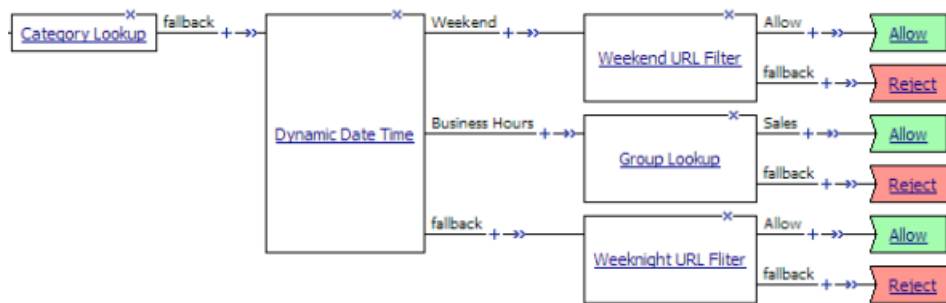 Category Lookup
fallback
Dynamic Date Time
Weekend
Weekend URL Filter
Allow
Allow
fallback
Reject
Business Hours
Group Lookup
Sales
Allow
fallback
Reject
fallback
Weeknight URL Fliter
Allow
Allow
fallback
Reject